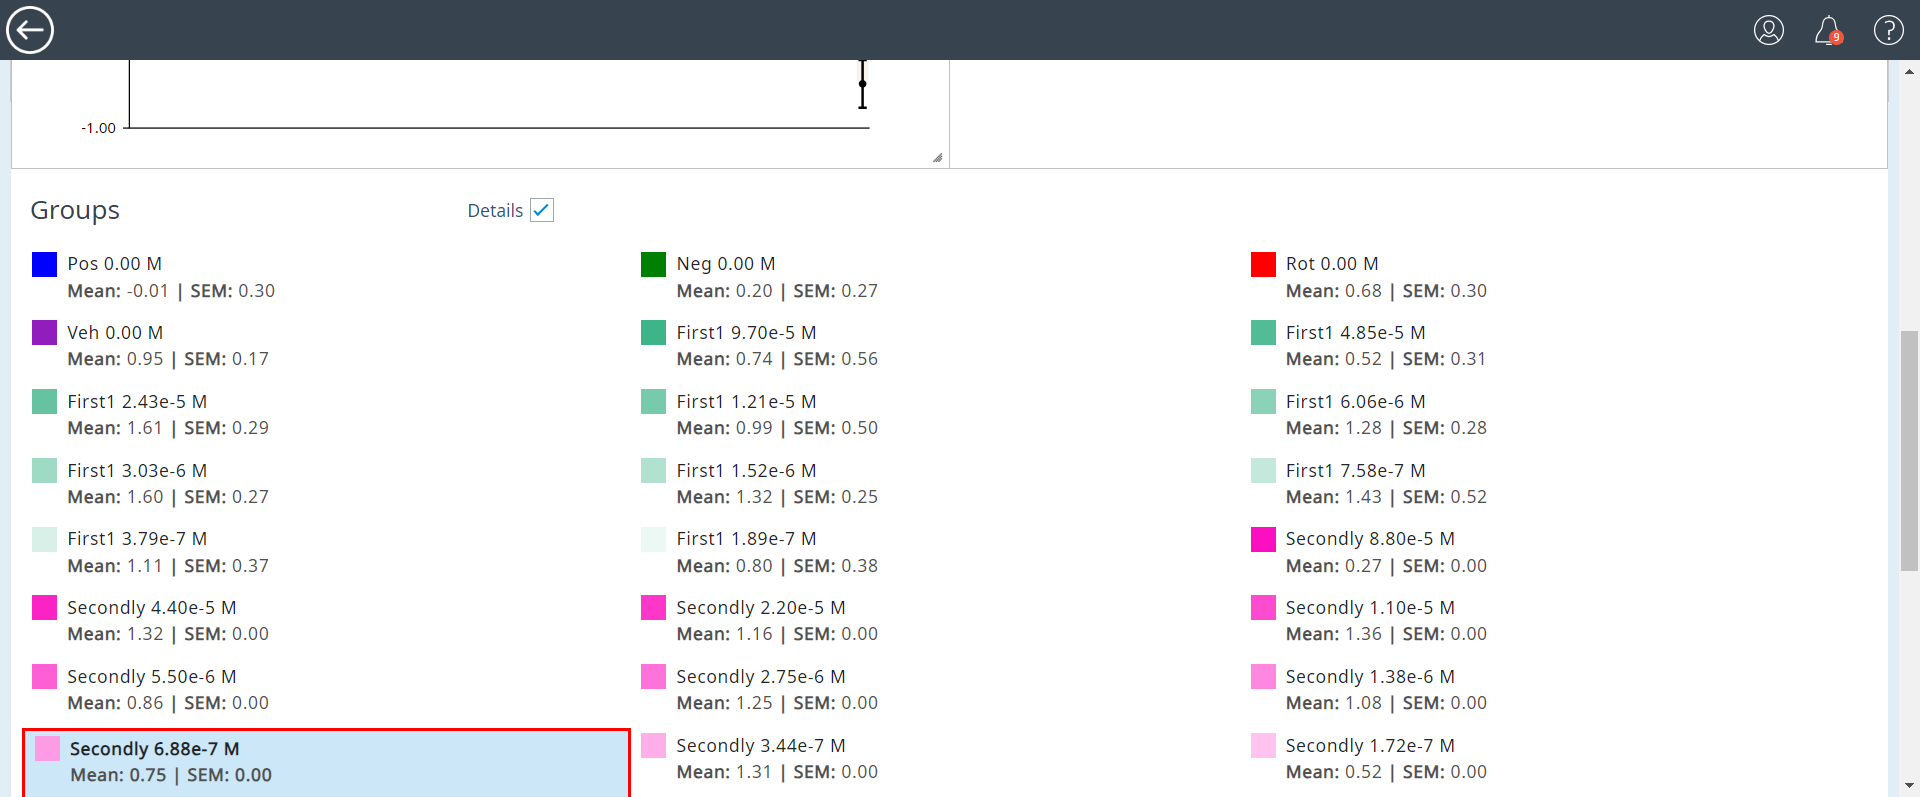 9
?
-1.00
Groups
Details
Pos 0.00 M
Mean: -0.01 | SEM: 0.30
Neg 0.00 M
Mean: 0.20 | SEM: 0.27
Rot 0.00 M
Mean: 0.68 | SEM: 0.30
Veh 0.00 M
Mean: 0.95 | SEM: 0.17
First1 9.70e-5 M
Mean: 0.74 | SEM: 0.56
First1 4.85e-5 M
Mean: 0.52 | SEM: 0.31
First1 2.43e-5 M
Mean: 1.61 | SEM: 0.29
First1 1.21e-5 M
Mean: 0.99 | SEM: 0.50
First1 6.06e-6 M
Mean: 1.28 | SEM: 0.28
First1 3.03e-6 M
Mean: 1.60 | SEM: 0.27
First1 1.52e-6 M
Mean: 1.32 | SEM: 0.25
First1 7.58e-7 M
Mean: 1.43 | SEM: 0.52
First1 3.79e-7 M
Mean: 1.11 | SEM: 0.37
First1 1.89e-7 M
Mean: 0.80 | SEM: 0.38
Secondly 8.80e-5 M
Mean: 0.27 | SEM: 0.00
Secondly 4.40e-5 M
Mean: 1.32 | SEM: 0.00
Secondly 2.20e-5 M
Mean: 1.16 | SEM: 0.00
Secondly 1.10e-5 M
Mean: 1.36 | SEM: 0.00
Secondly 5.50e-6 M
Mean: 0.86 | SEM: 0.00
Secondly 2.75e-6 M
Mean: 1.25 | SEM: 0.00
Secondly 1.38e-6 M
Mean: 1.08 | SEM: 0.00
Secondly 6.88e-7 M
Mean: 0.75 | SEM: 0.00
Secondly 3.44e-7 M
Mean: 1.31 | SEM: 0.00
Secondly 1.72e-7 M
Mean: 0.52 | SEM: 0.00